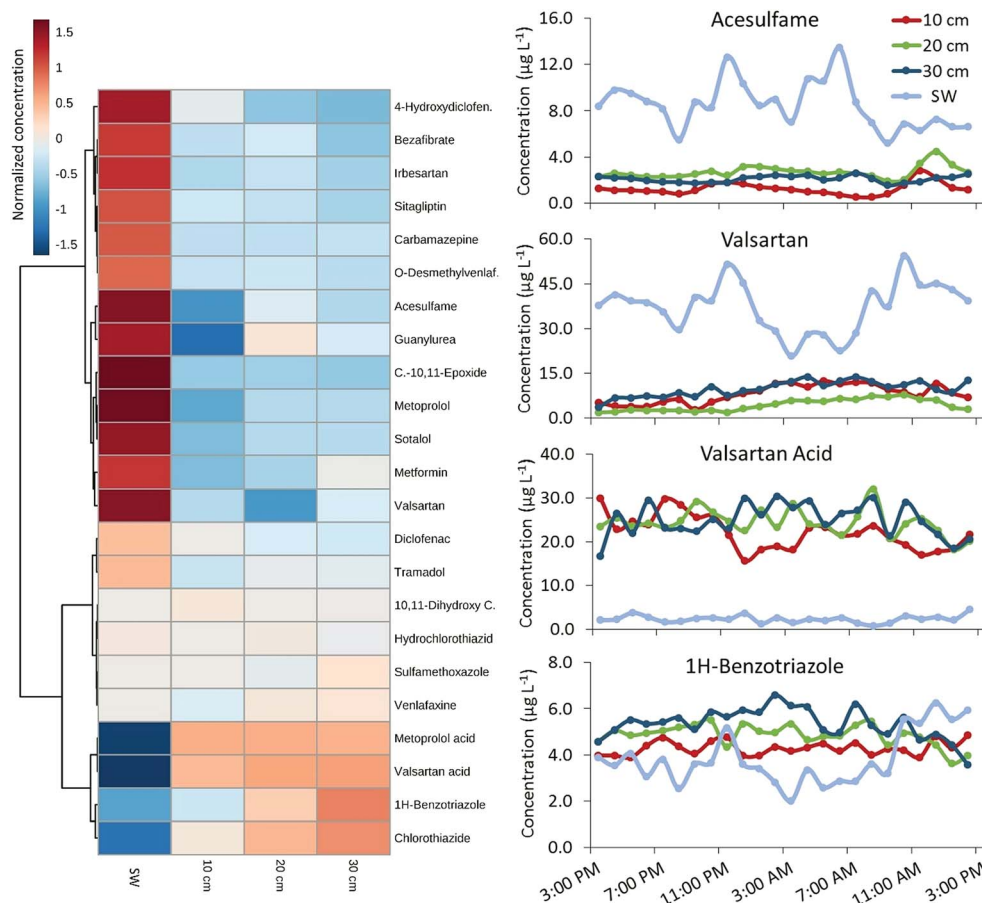 Normalized concentration
1.5
1
0.5
0
-0.5
-1
-1.5
4-Hydroxydiclofen.
Bezafibrate
Irbesartan
Sitagliptin
Carbamazepine
O-Desmethylvenlaf.
Acesulfame
Guanylurea
C.-10,11-Epoxide
Metoprolol
Sotalol
Metformin
Valsartan
Diclofenac
Tramadol
10,11-Dihydroxy C.
Hydrochlorothiazid
Sulfamethoxazole
Venlafaxine
Metoprolol acid
Valsartan acid
1H-Benzotriazole
Chlorothiazide
SW
10 cm
20 cm
30 cm
Acesulfame
Concentration (µg L⁻¹)
16.0
12.0
8.0
4.0
0.0
10 cm
20 cm
30 cm
SW
Valsartan
Concentration (µg L⁻¹)
60.0
45.0
30.0
15.0
0.0
Valsartan Acid
Concentration (µg L⁻¹)
40.0
30.0
20.0
10.0
0.0
1H-Benzotriazole
Concentration (µg L⁻¹)
8.0
6.0
4.0
2.0
0.0
3:00 PM
7:00 PM
11:00 PM
3:00 AM
7:00 AM
11:00 AM
3:00 PM